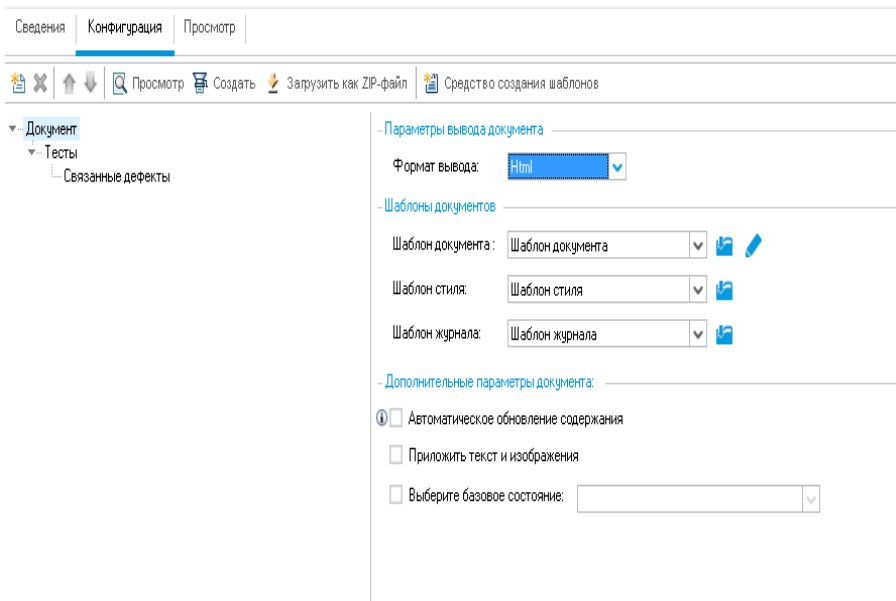 Сведения Конфигурация Просмотр
Просмотр Создать Загрузить как ZIP-файл Средство создания шаблонов
Документ
Тесты
Связанные дефекты
Параметры вывода документа
Формат вывода: Html
Шаблоны документов
Шаблон документа : Шаблон документа
Шаблон стиля: Шаблон стиля
Шаблон журнала: Шаблон журнала
Дополнительные параметры документа:
Автоматическое обновление содержания
Приложить текст и изображения
Выберите базовое состояние: